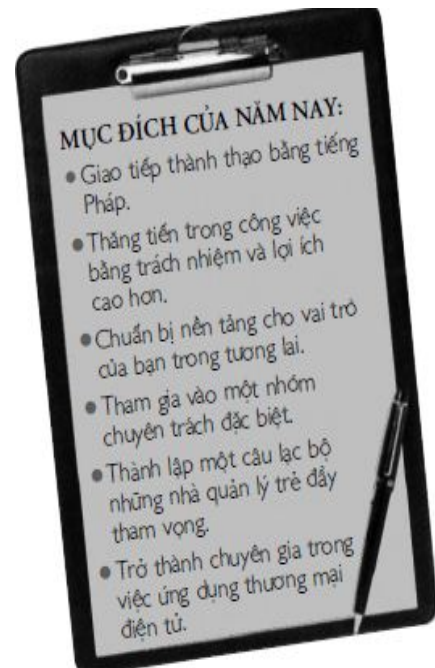 MỤC ĐÍCH CỦA NĂM NAY:
● Giao tiếp thành thạo bằng tiếng
Pháp.
● Thăng tiến trong công việc
bằng trách nhiệm và lợi ích
cao hơn.
● Chuẩn bị nền tảng cho vai trò
của bạn trong tương lai.
● Tham gia vào một nhóm
chuyên trách đặc biệt.
● Thành lập một câu lạc bộ
những nhà quản lý trẻ đầy
tham vọng.
● Trở thành chuyên gia trong
việc ứng dụng thương mại
điện tử.